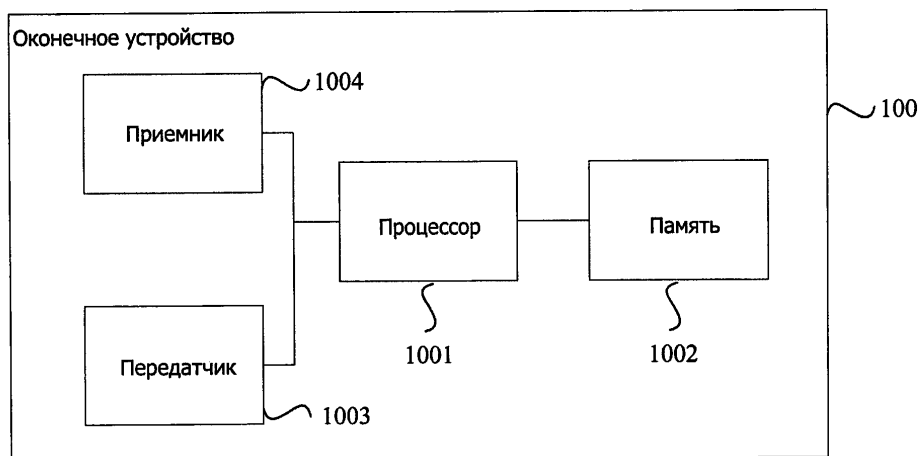 Оконечное устройство
1004
Приемник
100
Процессор
Память
1001
1002
Передатчик
1003